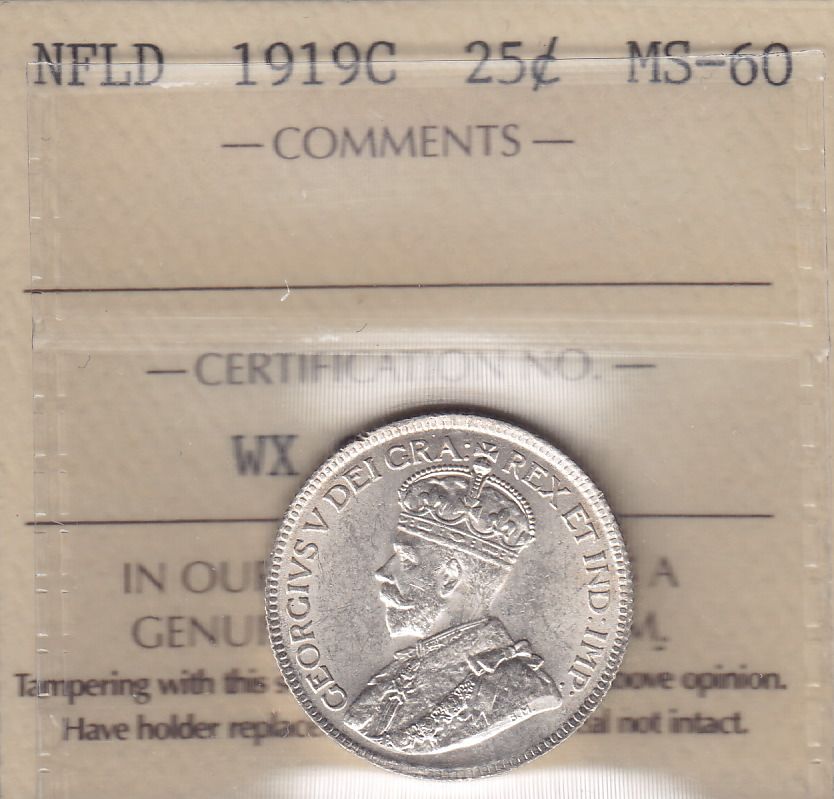 NFLD 1919C 25¢ MS-60
— COMMENTS —
— CERTIFICATION NO. —
WX
GEORGIVS V DEI GRA: REX ET IND: IMP:
IN OUR A
GENUI M.
Tampering with this s above opinion.
Have holder replace al not intact.
B.M